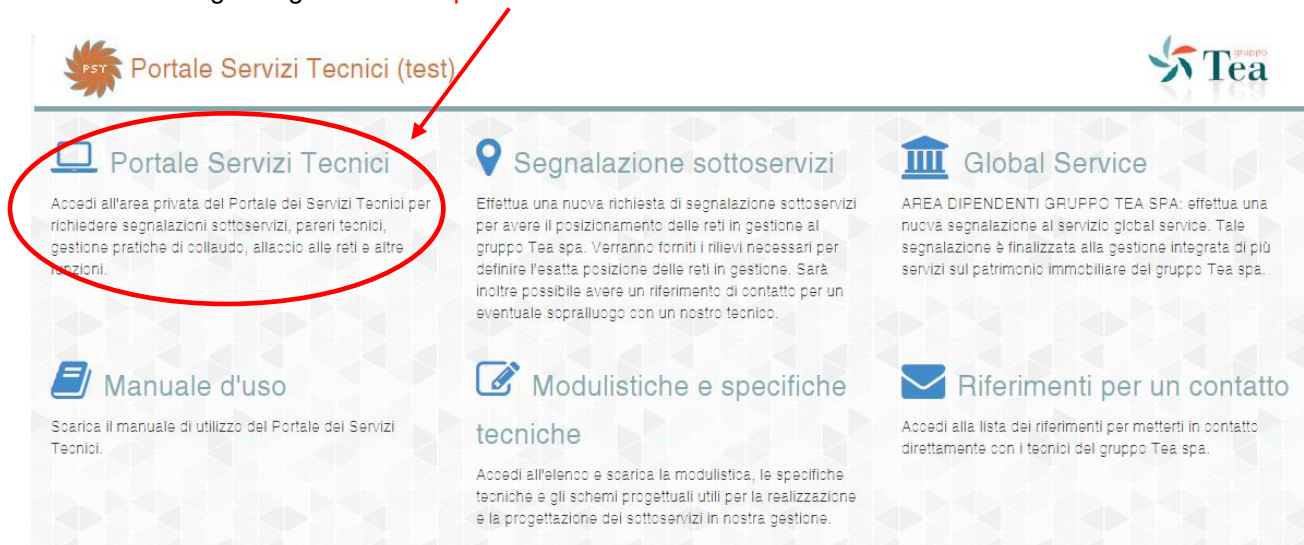 PST Portale Servizi Tecnici (test)
gruppo
Tea
Portale Servizi Tecnici
Accedi all'area privata del Portale dei Servizi Tecnici per
richiedere segnalazioni sottoservizi, pareri tecnici,
gestione pratiche di collaudo, allaccio alle reti e altre
funzioni.
Segnalazione sottoservizi
Effettua una nuova richiesta di segnalazione sottoservizi
per avere il posizionamento delle reti in gestione al
gruppo Tea spa. Verranno forniti i rilievi necessari per
definire l'esatta posizione delle reti in gestione. Sarà
inoltre possibile avere un riferimento di contatto per un
eventuale sopralluogo con un nostro tecnico.
Global Service
AREA DIPENDENTI GRUPPO TEA SPA: effettua una
nuova segnalazione al servizio global service. Tale
segnalazione è finalizzata alla gestione integrata di più
servizi sul patrimonio immobiliare del gruppo Tea spa.
Manuale d'uso
Scarica il manuale di utilizzo del Portale dei Servizi
Tecnici.
Modulistiche e specifiche
tecniche
Accedi all'elenco e scarica la modulistica, le specifiche
tecniche e gli schemi progettuali utili per la realizzazione
e la progettazione dei sottoservizi in nostra gestione.
Riferimenti per un contatto
Accedi alla lista dei riferimenti per metterti in contatto
direttamente con i tecnici del gruppo Tea spa.